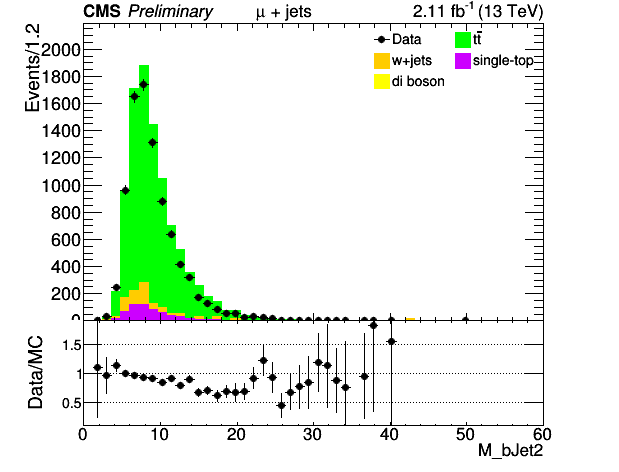 CMS Preliminary μ + jets 2.11 fb⁻¹ (13 TeV)
Events/1.2
2000
1800
1600
1400
1200
1000
800
600
400
200
0
Data tt̄
w+jets single-top
di boson
Data/MC
1.5
1
0.5
0 10 20 30 40 50 60
M_bJet2